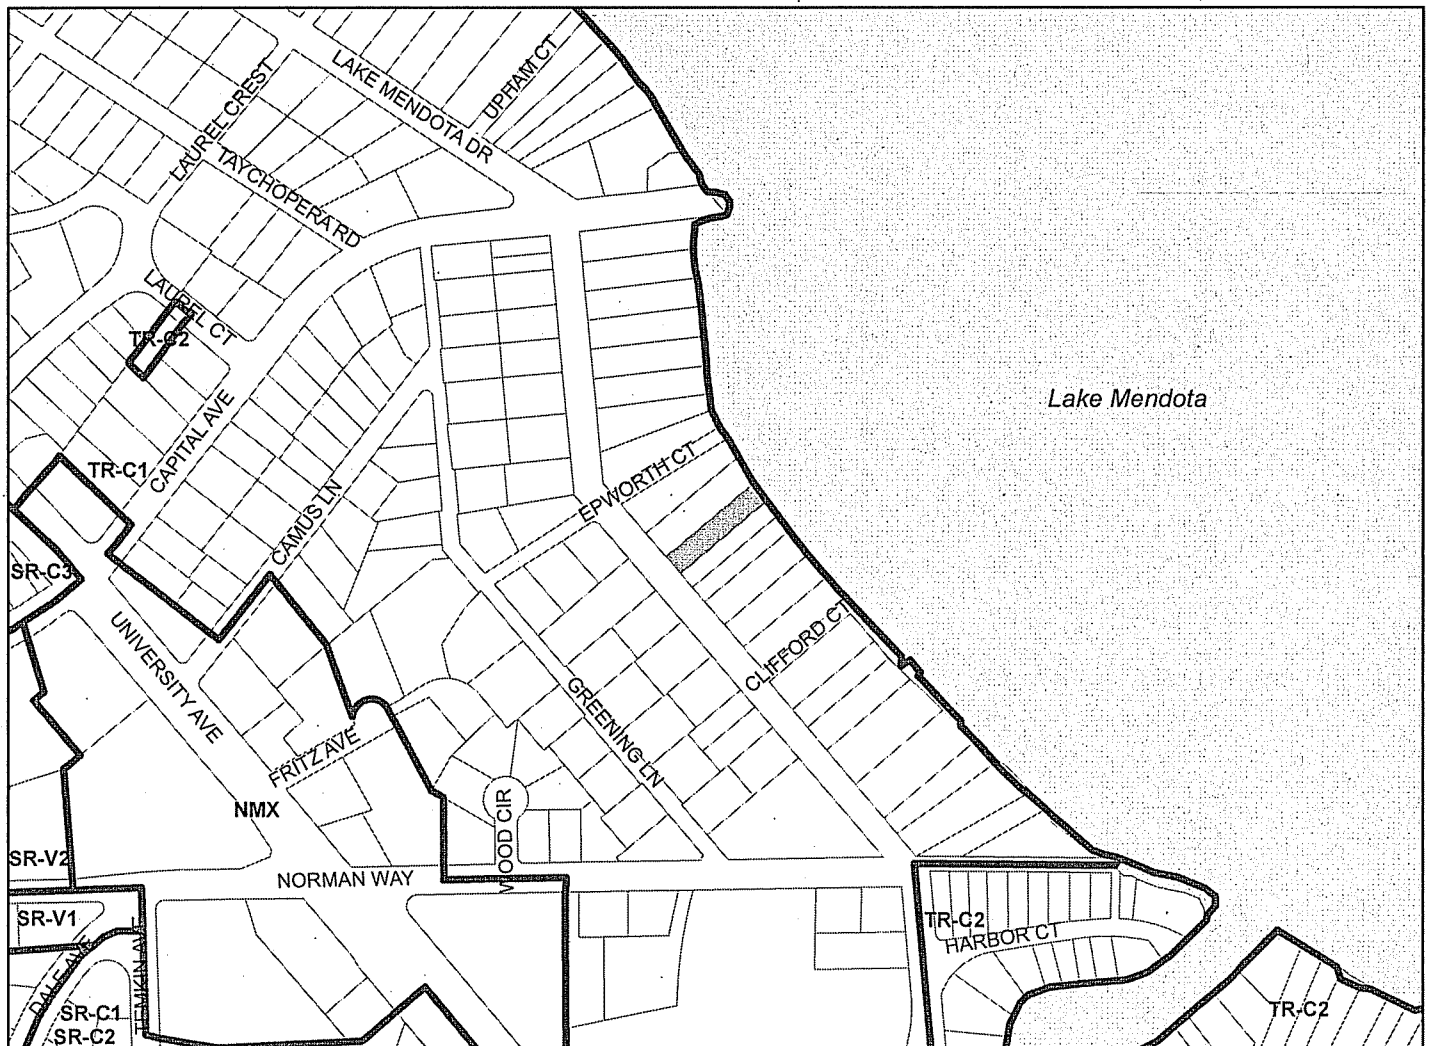 UPHAM CT
LAKE MENDOTA DR
LAUREL CREST
TAYCHOPERA RD
LAUREL CT
TR-C2
Lake Mendota
CAPITAL AVE
TR-C1
EPWORTH CT
CAMUS LN
SR-C3
UNIVERSITY AVE
CLIFFORD CT
GREENING LN
FRITZ AVE
NMX
WOOD CIR
SR-V2
NORMAN WAY
SR-V1
TR-C2
HARBOR CT
DALE AVE
TEMKIN AVE
SR-C1
SR-C2
TR-C2